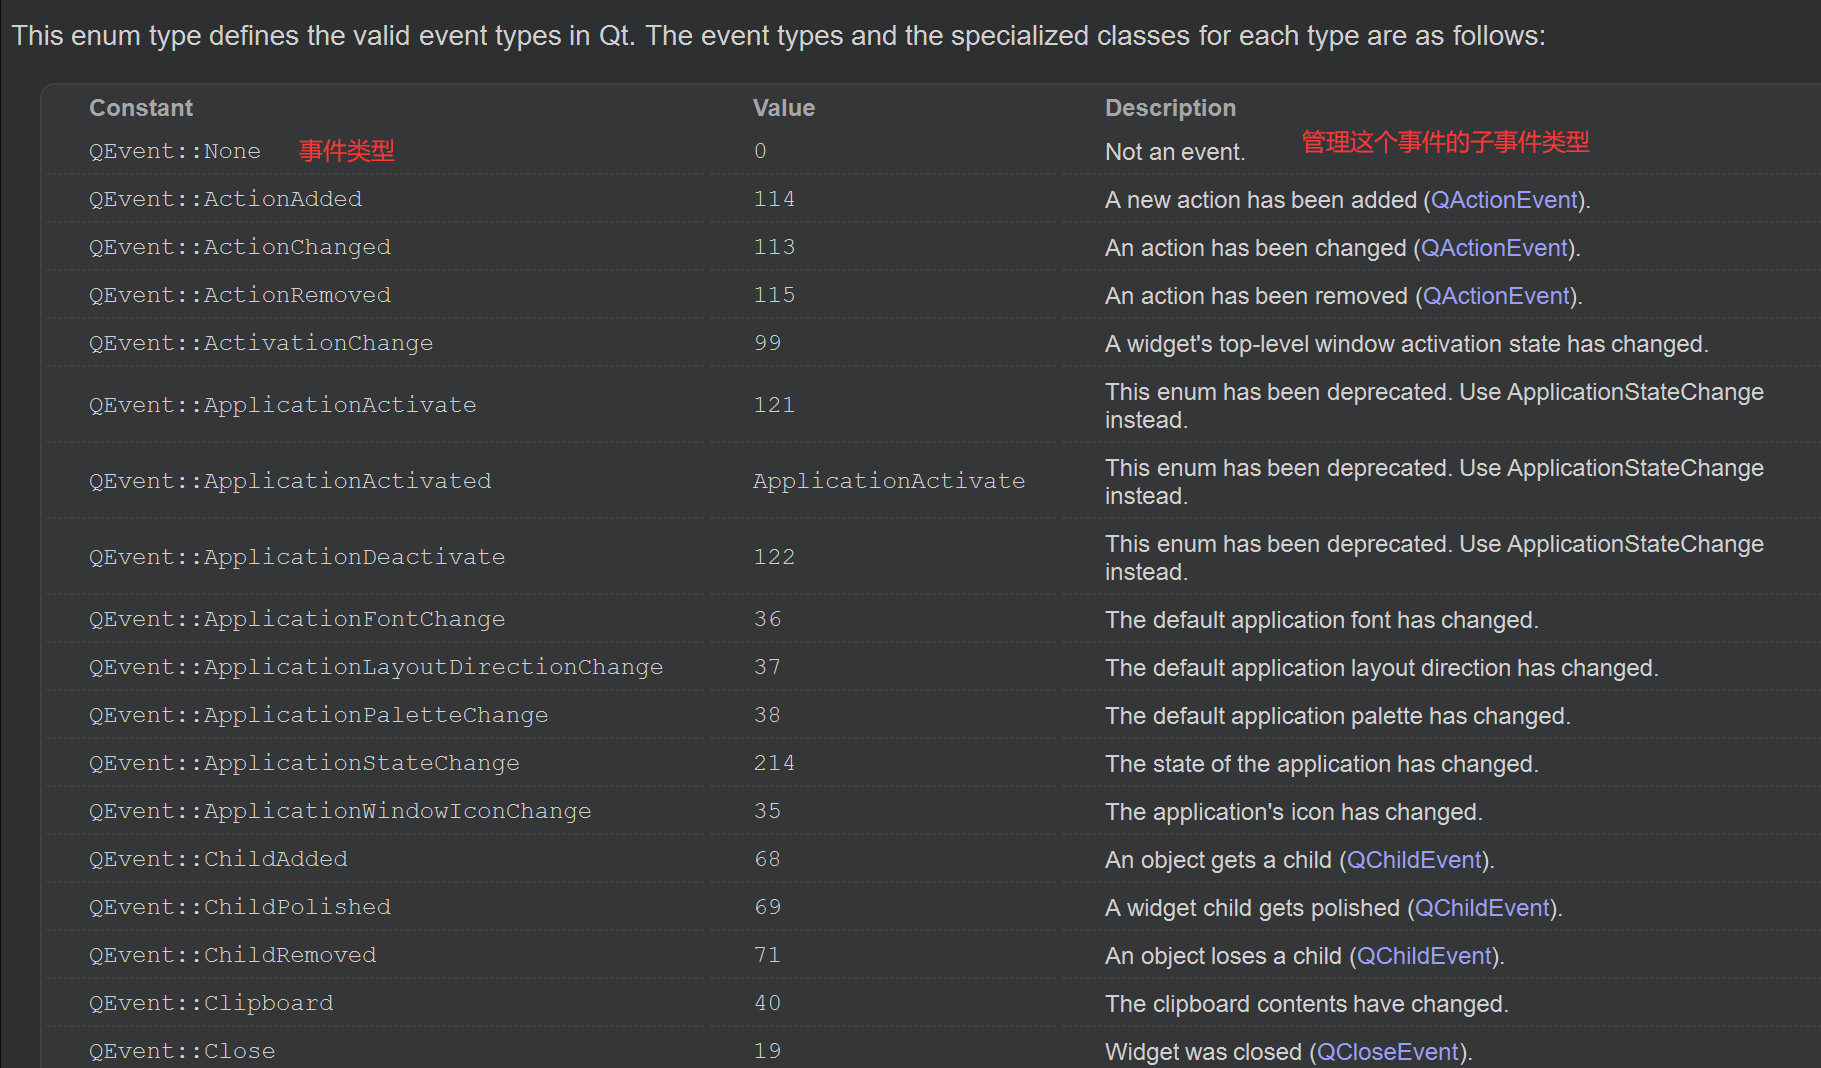 This enum type defines the valid event types in Qt. The event types and the specialized classes for each type are as follows:
Constant Value Description
QEvent::None 事件类型 0 Not an event. 管理这个事件的子事件类型
QEvent::ActionAdded 114 A new action has been added (QActionEvent).
QEvent::ActionChanged 113 An action has been changed (QActionEvent).
QEvent::ActionRemoved 115 An action has been removed (QActionEvent).
QEvent::ActivationChange 99 A widget's top-level window activation state has changed.
QEvent::ApplicationActivate 121 This enum has been deprecated. Use ApplicationStateChange
instead.
QEvent::ApplicationActivated ApplicationActivate This enum has been deprecated. Use ApplicationStateChange
instead.
QEvent::ApplicationDeactivate 122 This enum has been deprecated. Use ApplicationStateChange
instead.
QEvent::ApplicationFontChange 36 The default application font has changed.
QEvent::ApplicationLayoutDirectionChange 37 The default application layout direction has changed.
QEvent::ApplicationPaletteChange 38 The default application palette has changed.
QEvent::ApplicationStateChange 214 The state of the application has changed.
QEvent::ApplicationWindowIconChange 35 The application's icon has changed.
QEvent::ChildAdded 68 An object gets a child (QChildEvent).
QEvent::ChildPolished 69 A widget child gets polished (QChildEvent).
QEvent::ChildRemoved 71 An object loses a child (QChildEvent).
QEvent::Clipboard 40 The clipboard contents have changed.
QEvent::Close 19 Widget was closed (QCloseEvent).